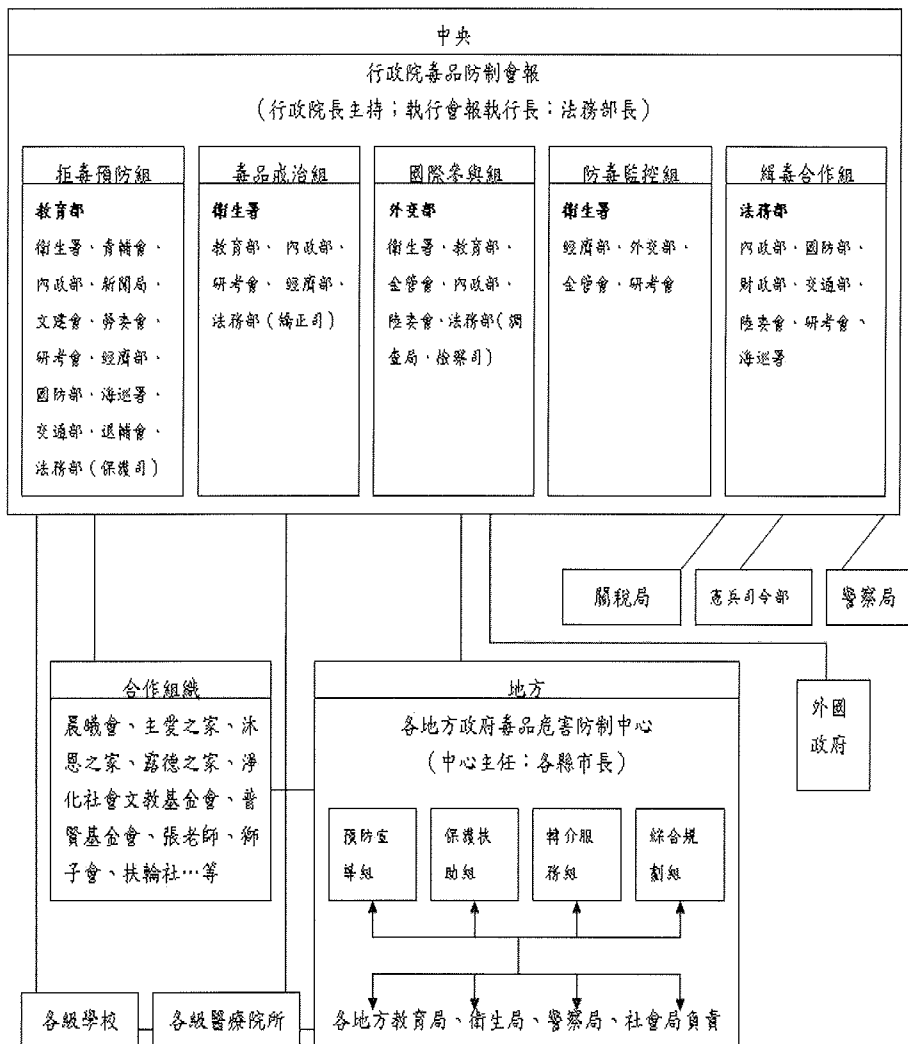 中央
行政院毒品防制會報
(行政院長主持；執行會報執行長：法務部長)
拒毒預防組
教育部
衛生署、青輔會、
內政部、新聞局、
文建會、勞委會、
研考會、經濟部、
國防部、海巡署、
交通部、退輔會、
法務部(保護司)
毒品戒治組
衛生署
教育部、內政部、
研考會、經濟部、
法務部(矯正司)
國際參與組
外交部
衛生署、教育部、
金管會、內政部、
陸委會、法務部(調
查局、檢察司)
防毒監控組
衛生署
經濟部、外交部、
金管會、研考會
緝毒合作組
法務部
內政部、國防部、
財政部、交通部、
陸委會、研考會、
海巡署
關稅局
憲兵司令部
警察局
外國
政府
合作組織
晨曦會、主愛之家、沐
恩之家、露德之家、淨
化社會文教基金會、普
賢基金會、張老師、獅
子會、扶輪社…等
地方
各地方政府毒品危害防制中心
(中心主任：各縣市長)
預防宣
導組
保護扶
助組
轉介服
務組
綜合規
劃組
各地方教育局、衛生局、警察局、社會局負責
各級學校
各級醫療院所